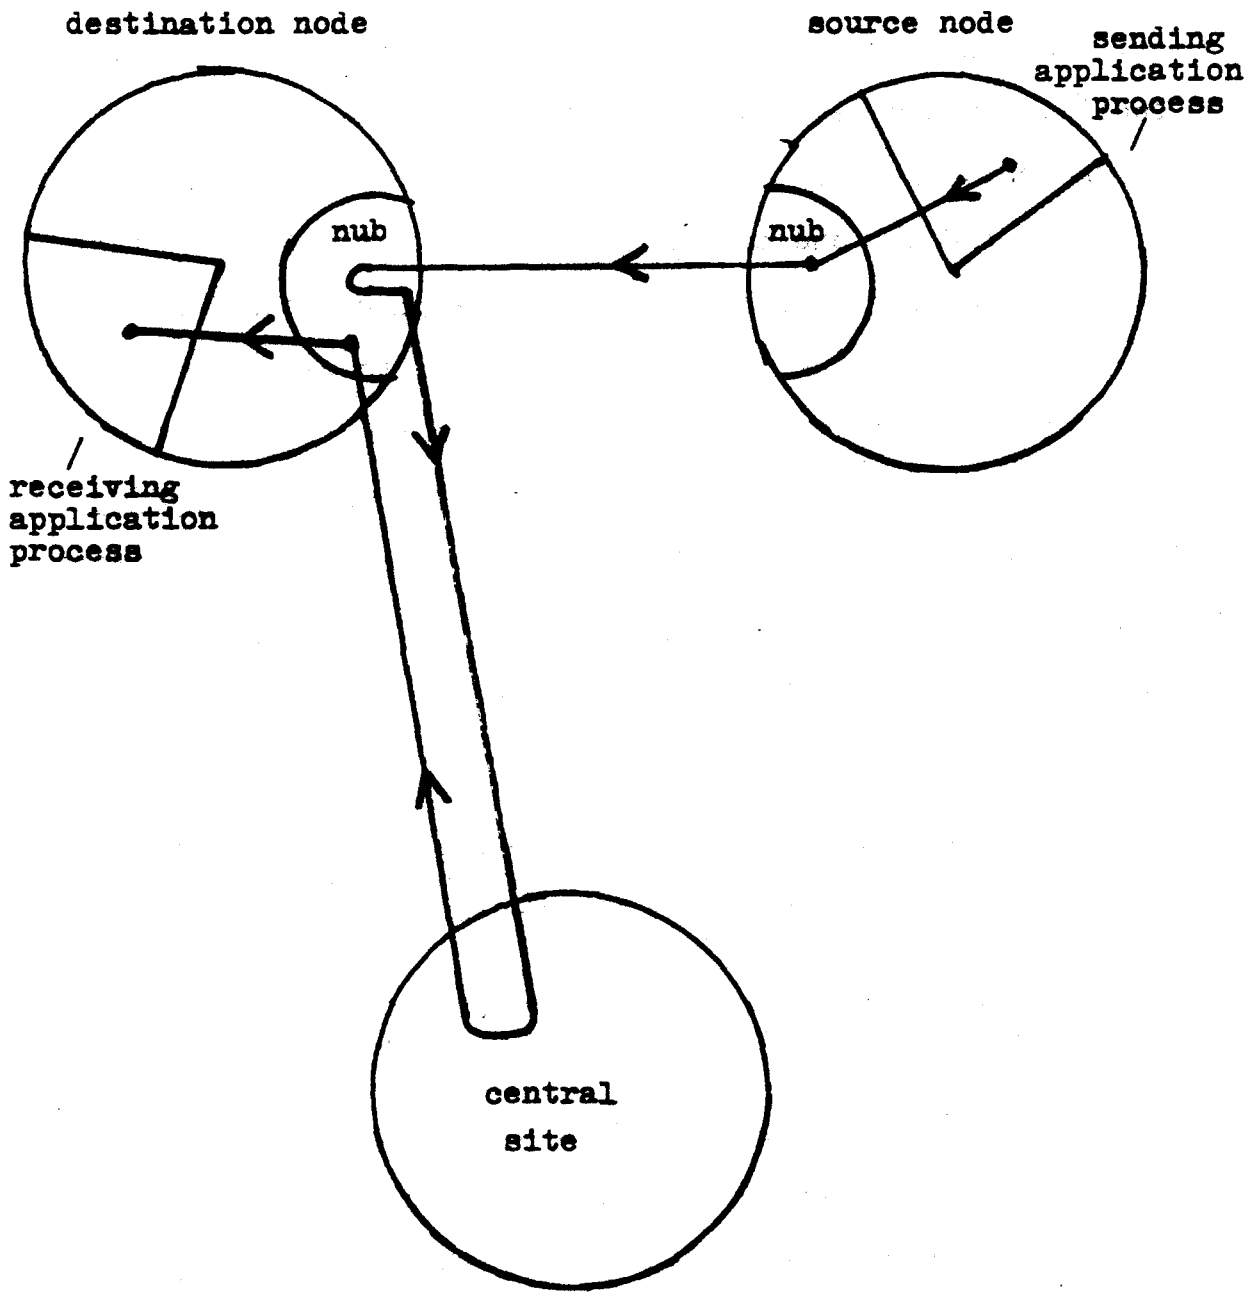 destination node
source node
sending
application
process
nub
nub
receiving
application
process
central
site